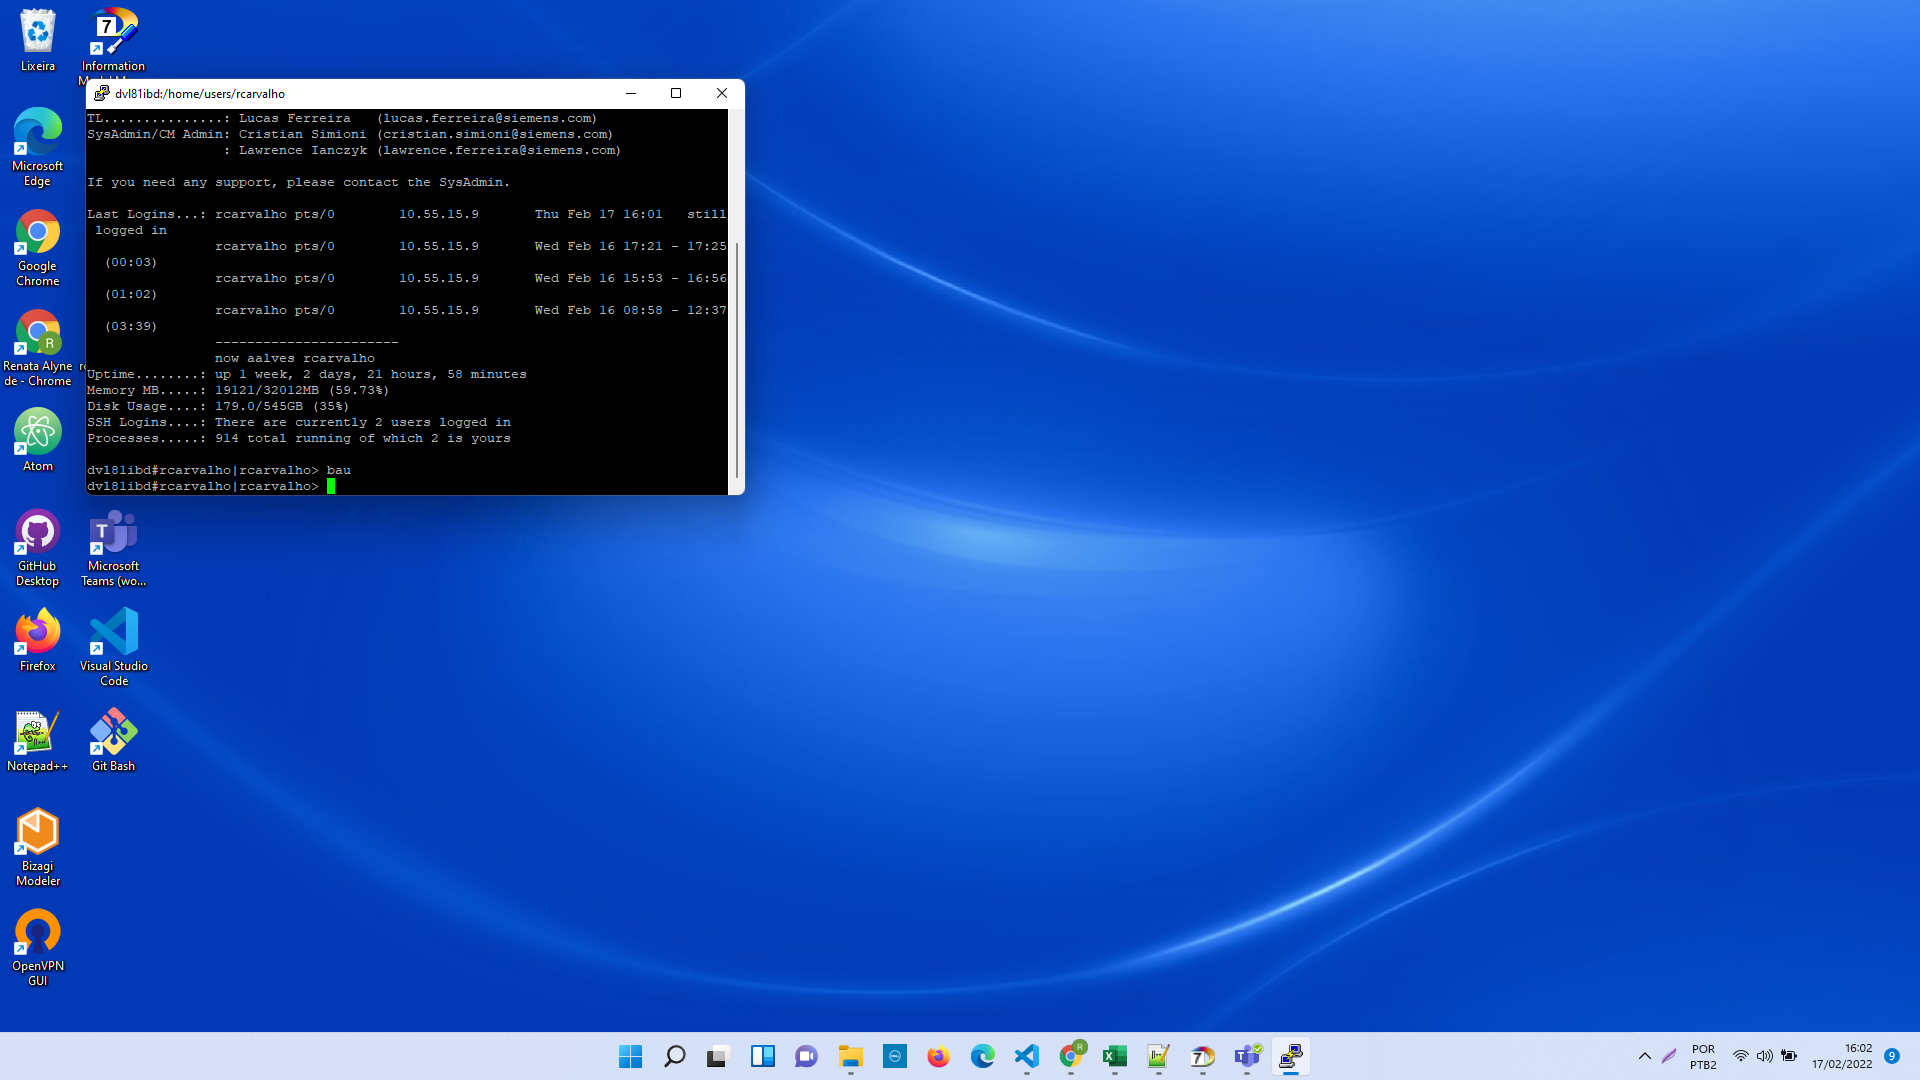 Lixeira
Information
Microsoft
Edge
Google
Chrome
Renata Alyne
de - Chrome
Atom
GitHub
Desktop
Microsoft
Teams (wo...
Firefox
Visual Studio
Code
Notepad++
Git Bash
Bizagi
Modeler
OpenVPN
GUI
dvl81ibd:/home/users/rcarvalho
TL...............: Lucas Ferreira   (lucas.ferreira@siemens.com)
SysAdmin/CM Admin: Cristian Simioni (cristian.simioni@siemens.com)
                 : Lawrence Ianczyk (lawrence.ferreira@siemens.com)
If you need any support, please contact the SysAdmin.
Last Logins...: rcarvalho pts/0        10.55.15.9       Thu Feb 17 16:01   still
 logged in
                rcarvalho pts/0        10.55.15.9       Wed Feb 16 17:21 - 17:25
  (00:03)
                rcarvalho pts/0        10.55.15.9       Wed Feb 16 15:53 - 16:56
  (01:02)
                rcarvalho pts/0        10.55.15.9       Wed Feb 16 08:58 - 12:37
  (03:39)
                -----------------------
                now aalves rcarvalho
Uptime........: up 1 week, 2 days, 21 hours, 58 minutes
Memory MB.....: 19121/32012MB (59.73%)
Disk Usage....: 179.0/545GB (35%)
SSH Logins....: There are currently 2 users logged in
Processes.....: 914 total running of which 2 is yours
dvl81ibd#rcarvalho|rcarvalho> bau
dvl81ibd#rcarvalho|rcarvalho>
POR
PTB2
16:02
17/02/2022
9